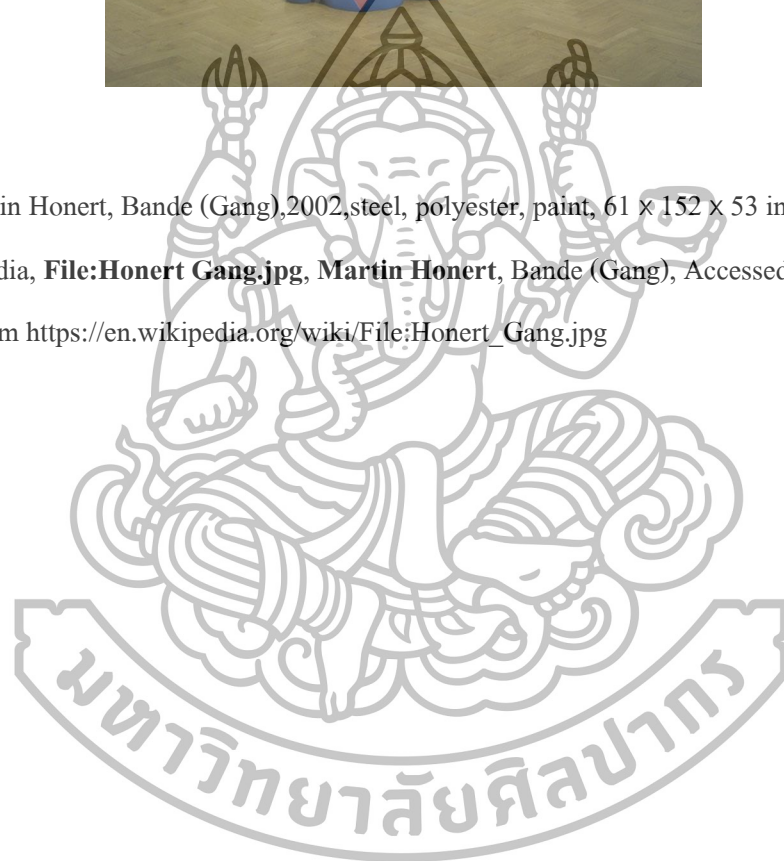 in Honert, Bande (Gang),2002,steel, polyester, paint, 61 × 152 × 53 in
dia, File:Honert Gang.jpg, Martin Honert, Bande (Gang), Accessed
m https://en.wikipedia.org/wiki/File:Honert_Gang.jpg
มหาวิทยาลัยศิลปากร